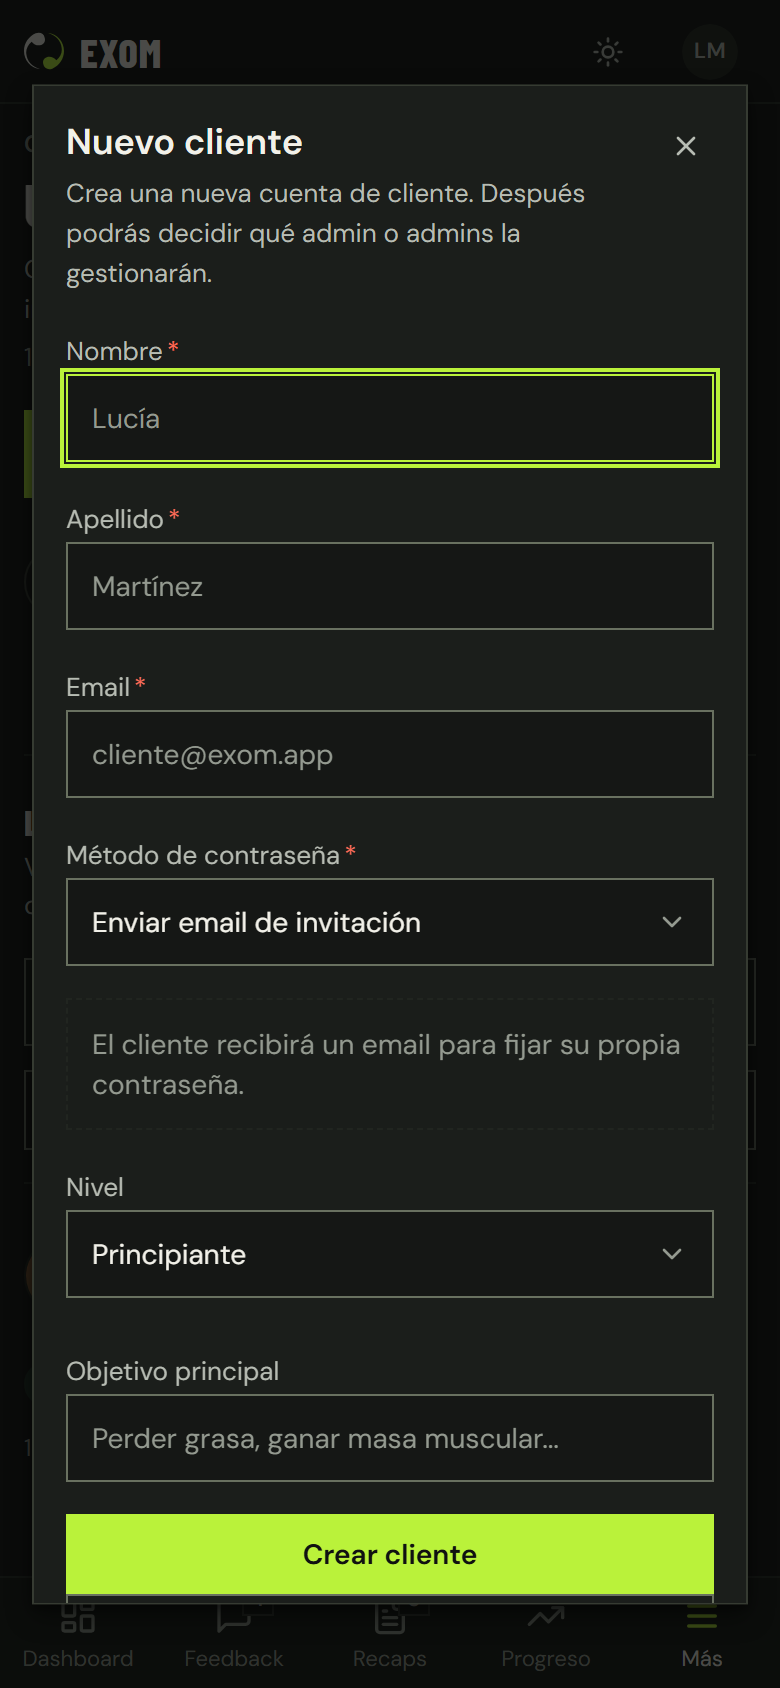 EXOM
LM
Nuevo cliente
Crea una nueva cuenta de cliente. Después
podrás decidir qué admin o admins la
gestionarán.
Nombre *
Lucía
Apellido *
Martínez
Email *
cliente@exom.app
Método de contraseña *
Enviar email de invitación
El cliente recibirá un email para fijar su propia
contraseña.
Nivel
Principiante
Objetivo principal
Perder grasa, ganar masa muscular...
Crear cliente
Dashboard
Feedback
Recaps
Progreso
Más